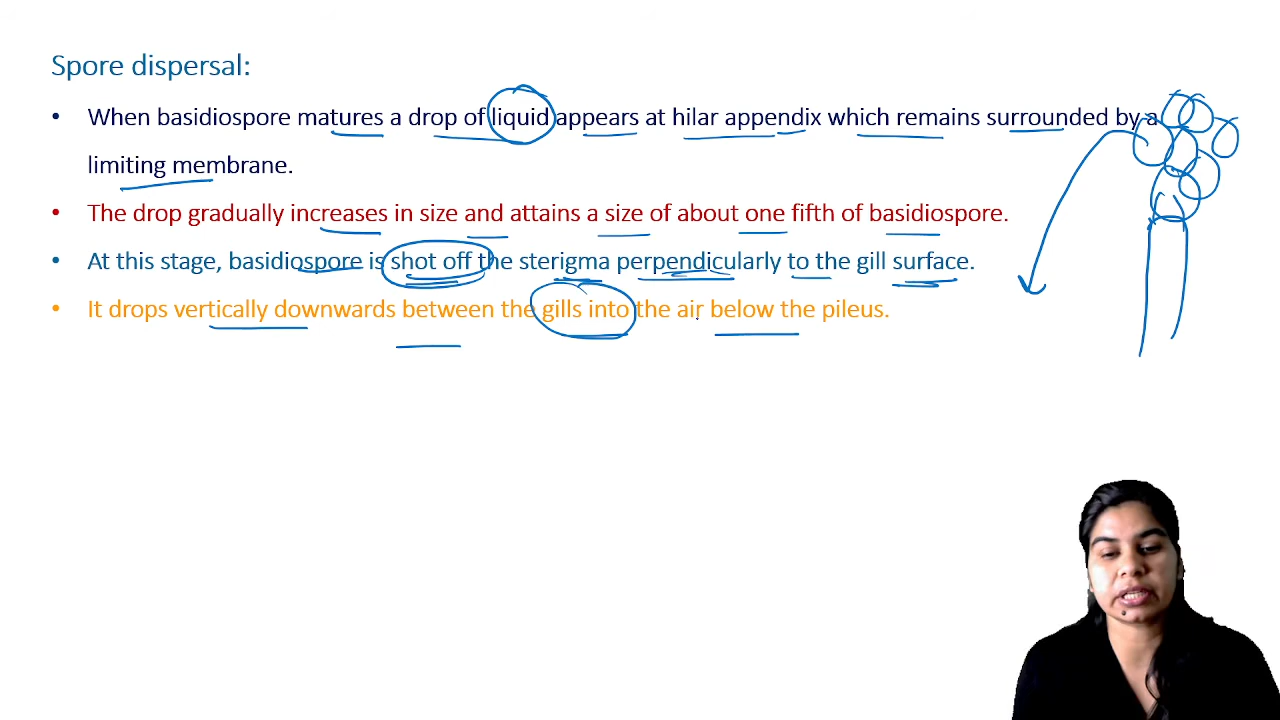 Spore dispersal:
• When basidiospore matures a drop of liquid appears at hilar appendix which remains surrounded by a
limiting membrane.
• The drop gradually increases in size and attains a size of about one fifth of basidiospore.
• At this stage, basidiospore is shot off the sterigma perpendicularly to the gill surface.
• It drops vertically downwards between the gills into the air below the pileus.